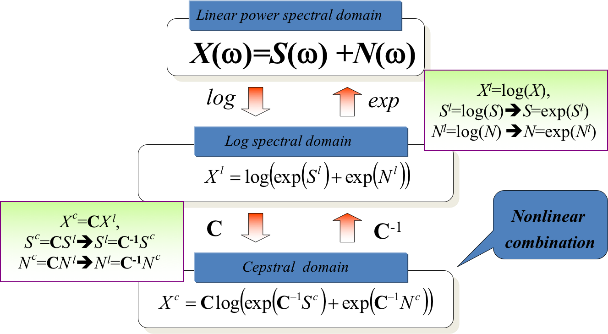 Linear power spectral domain
X(ω)=S(ω) +N(ω)
log
exp
Xˡ=log(X),
Sˡ=log(S)➔S=exp(Sˡ)
Nˡ=log(N) ➔N=exp(Nˡ)
Log spectral domain
Xˡ = log(exp(Sˡ)+exp(Nˡ))
Xᶜ=CXˡ,
Sᶜ=CSˡ➔Sˡ=C⁻¹Sᶜ
Nᶜ=CNˡ➔Nˡ=C⁻¹Nᶜ
C
C⁻¹
Nonlinear
combination
Cepstral domain
Xᶜ = C log(exp(C⁻¹Sᶜ)+exp(C⁻¹Nᶜ))